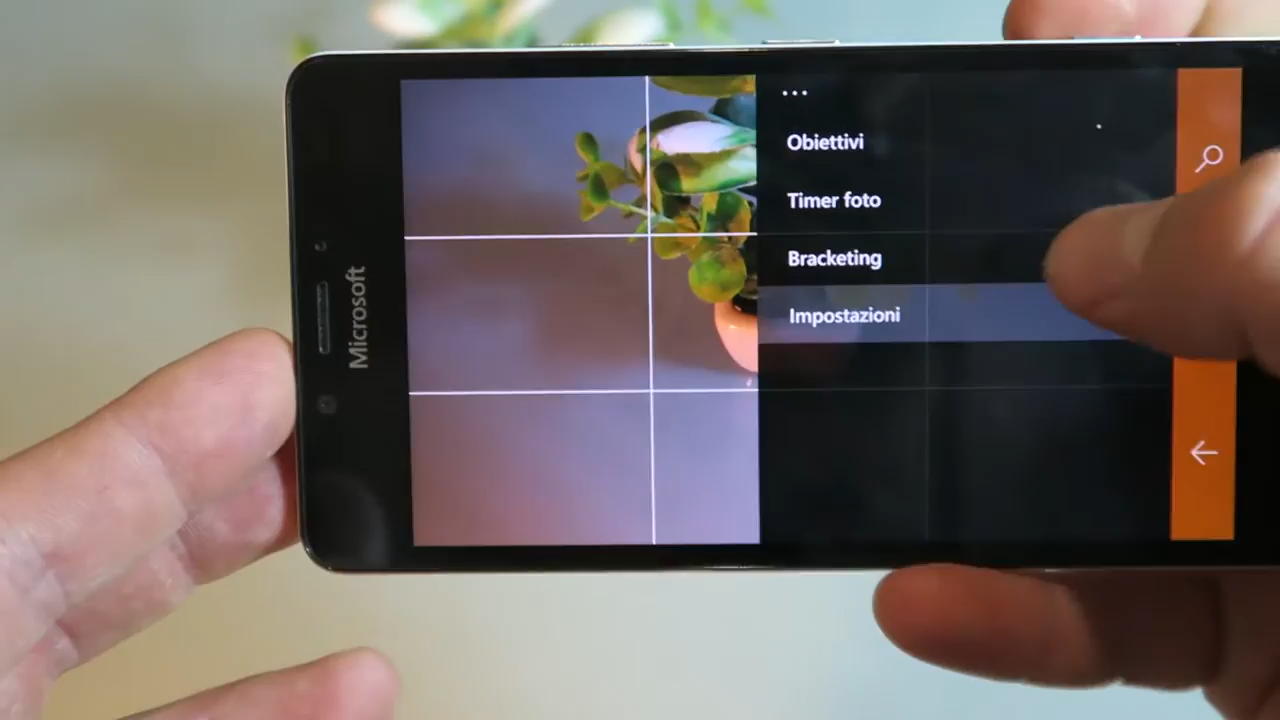 Microsoft
...
Obiettivi
Timer foto
Bracketing
Impostazioni